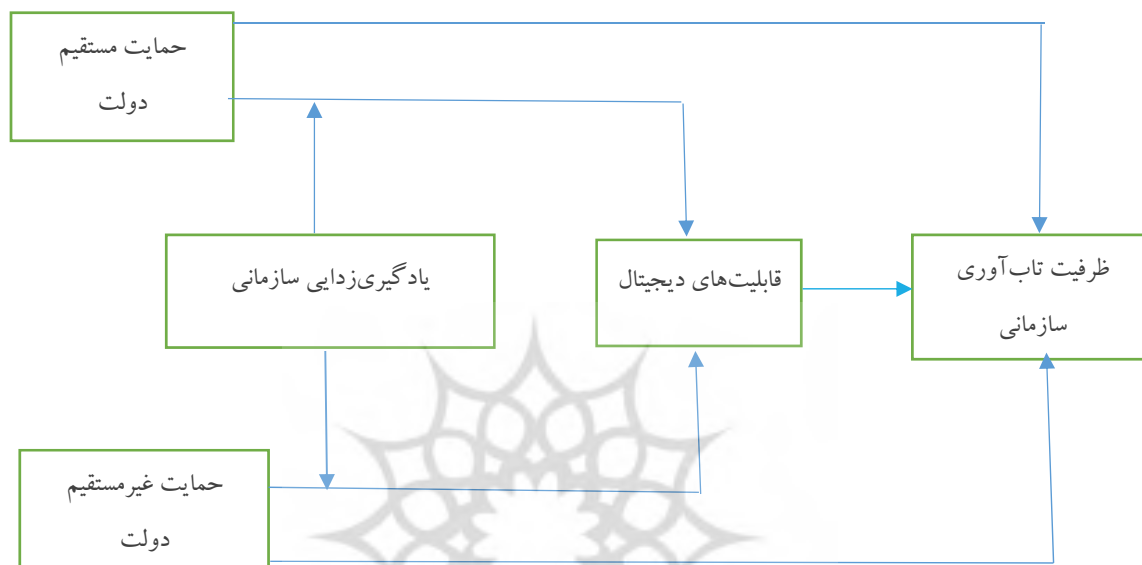 حمایت مستقیم
دولت
یادگیری‌زدایی سازمانی
قابلیت‌های دیجیتال
ظرفیت تاب‌آوری
سازمانی
حمایت غیرمستقیم
دولت